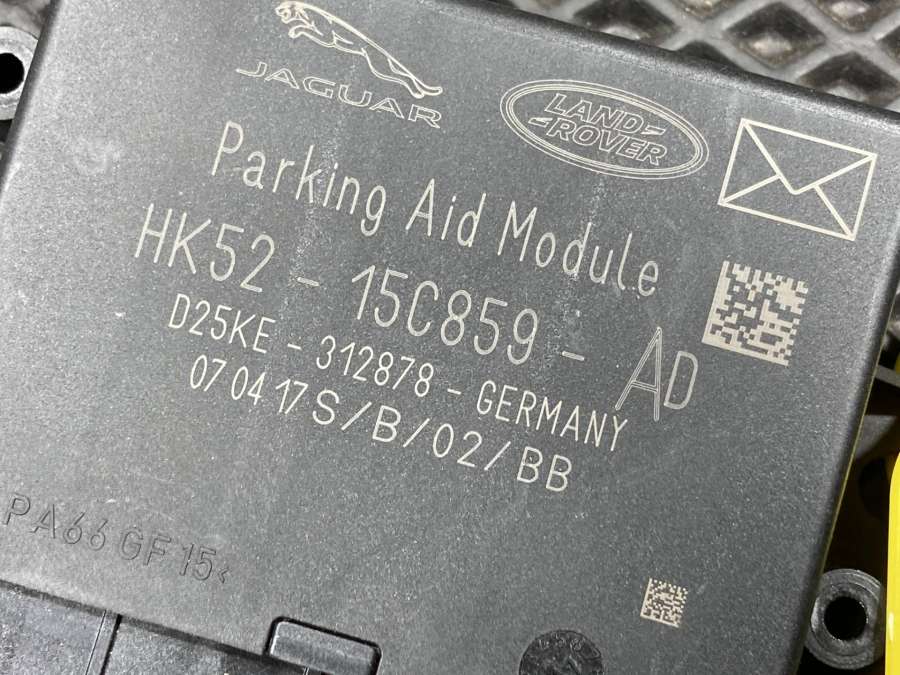 JAGUAR
LAND
ROVER
Parking Aid Module
HK52 - 15C859 - AD
D25KE - 312878 - GERMANY
07 04 17 S/B/02/BB
PA66 GF 15<